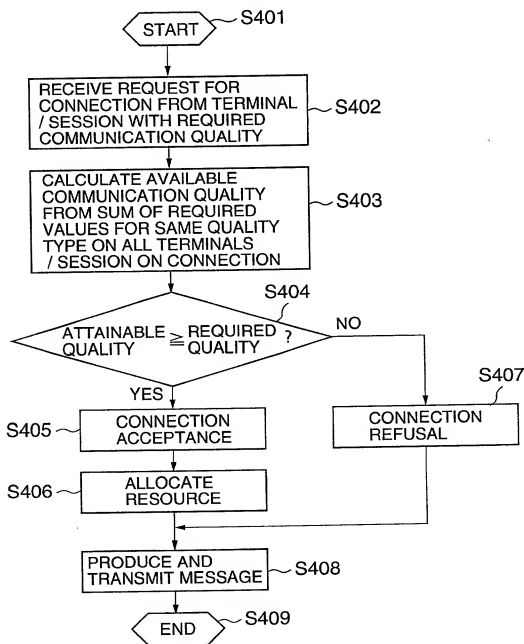 START
S401
RECEIVE REQUEST FOR
CONNECTION FROM TERMINAL
/ SESSION WITH REQUIRED
COMMUNICATION QUALITY
S402
CALCULATE AVAILABLE
COMMUNICATION QUALITY
FROM SUM OF REQUIRED
VALUES FOR SAME QUALITY
TYPE ON ALL TERMINALS
/ SESSION ON CONNECTION
S403
S404
ATTAINABLE ≧ REQUIRED ?
QUALITY QUALITY
NO
YES
S407
S405
CONNECTION
ACCEPTANCE
CONNECTION
REFUSAL
S406
ALLOCATE
RESOURCE
PRODUCE AND
TRANSMIT MESSAGE
S408
END
S409